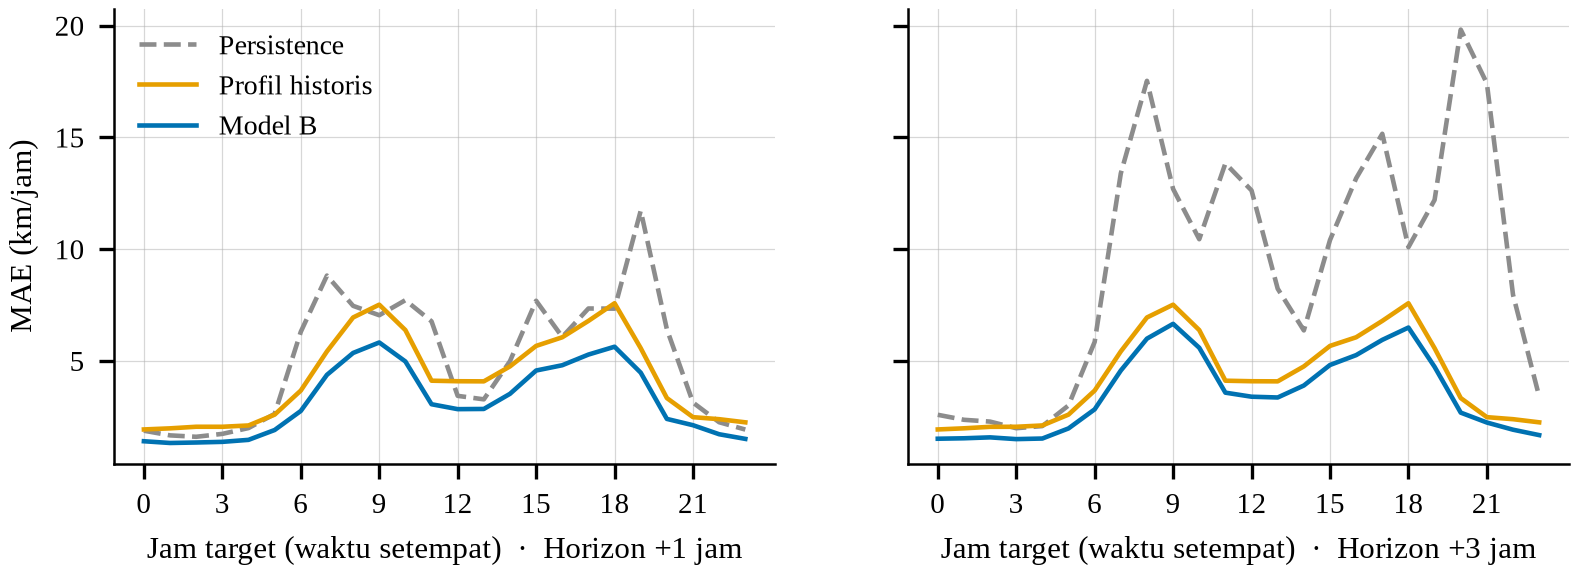 20
15
10
5
MAE (km/jam)
Persistence
Profil historis
Model B
0 3 6 9 12 15 18 21
Jam target (waktu setempat) · Horizon +1 jam
0 3 6 9 12 15 18 21
Jam target (waktu setempat) · Horizon +3 jam